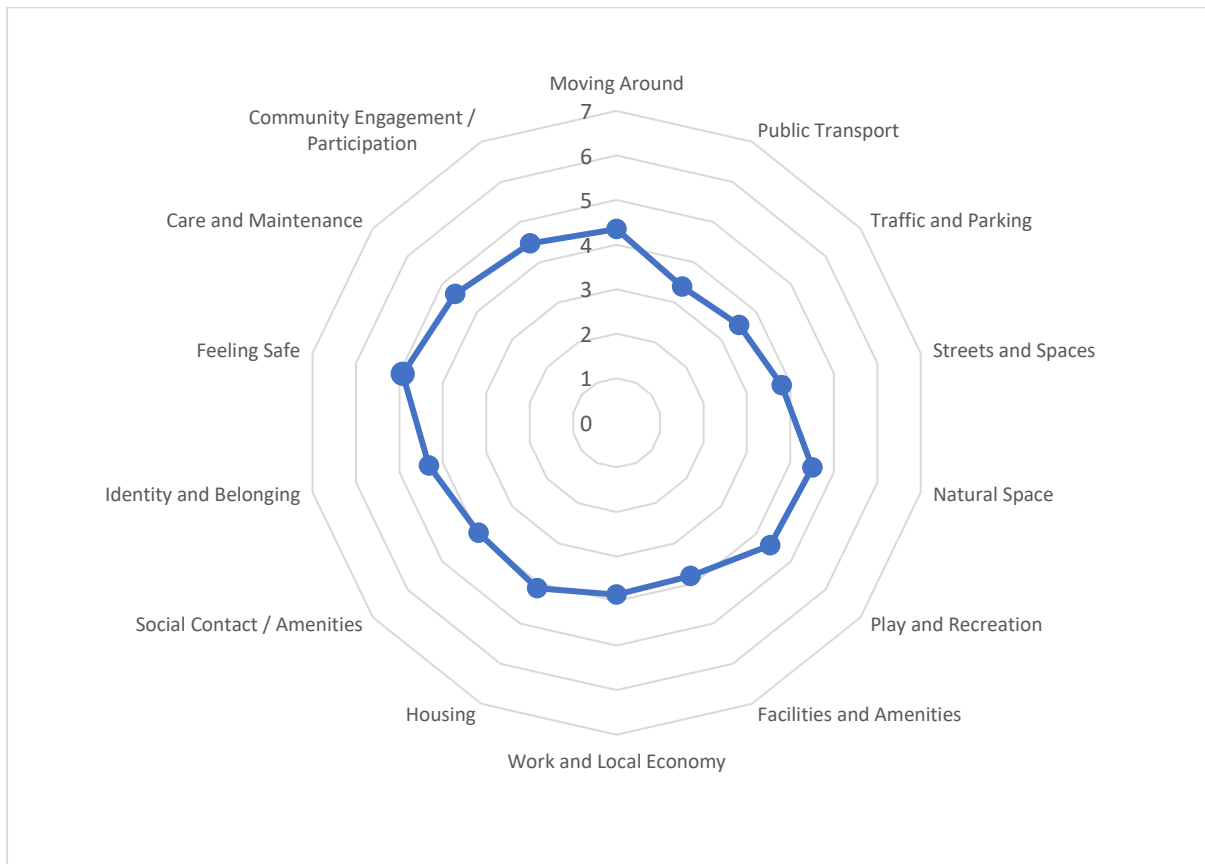 Moving Around
7
Community Engagement /
Participation
Public Transport
6
5
Care and Maintenance
Traffic and Parking
4
3
Feeling Safe
Streets and Spaces
2
1
0
Identity and Belonging
Natural Space
Social Contact / Amenities
Play and Recreation
Housing
Facilities and Amenities
Work and Local Economy